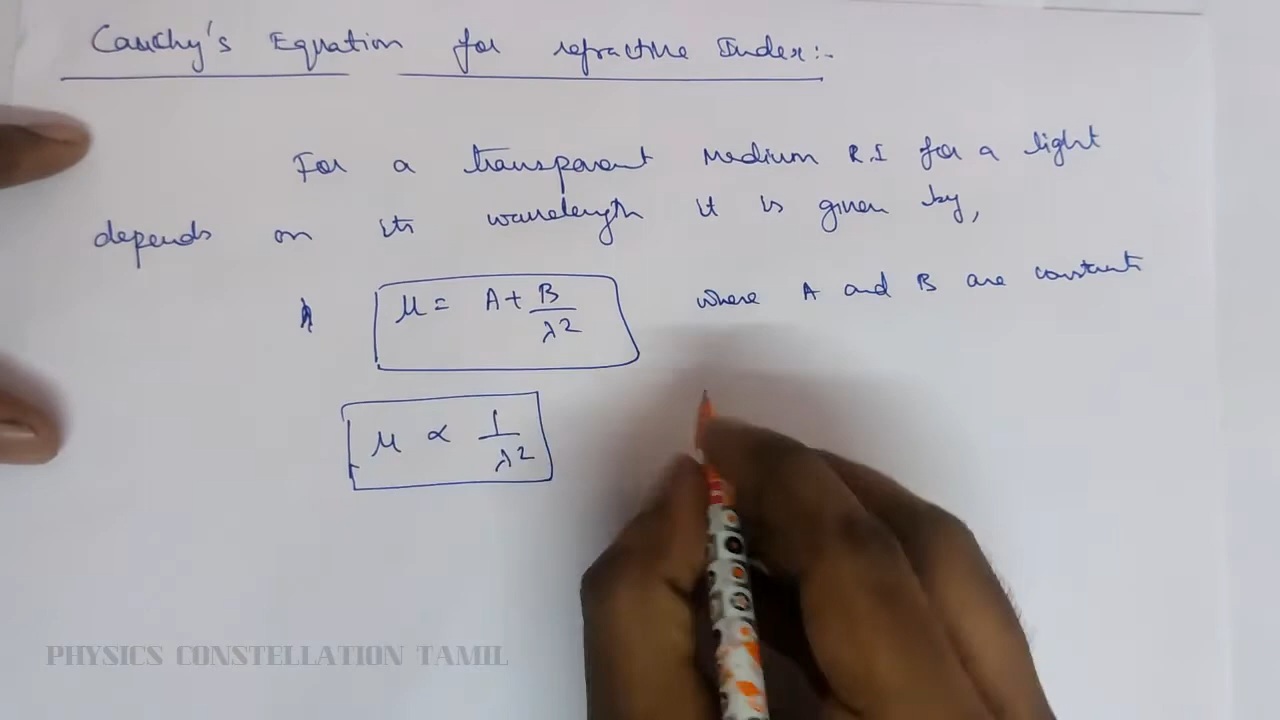 Cauchy's Equation for refractive Index:-
For a transparent medium R.I for a light
depends on its wavelength it is given by,
μ = A + B/λ² where A and B are constants
μ ∝ 1/λ²
PHYSICS CONSTELLATION TAMIL